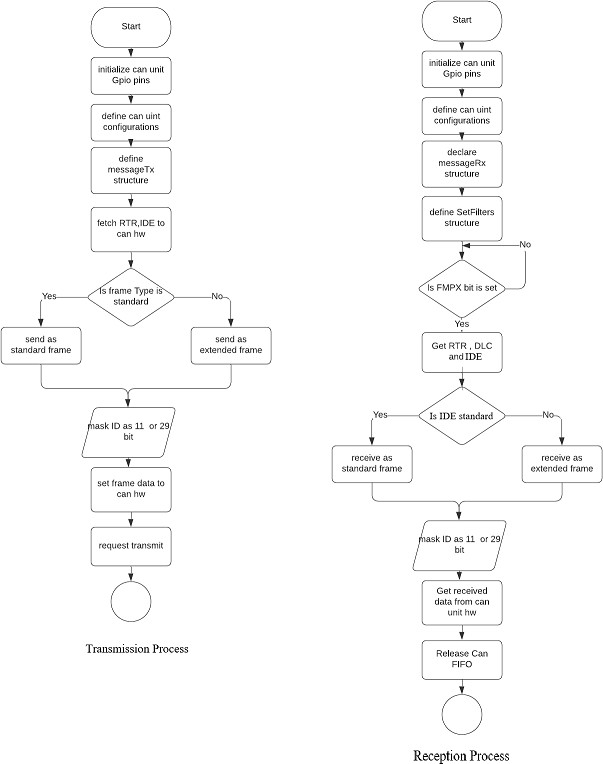 Start
initialize can unit
Gpio pins
define can uint
configurations
define
messageTx
structure
fetch RTR,IDE to
can hw
Is frame Type is
standard
Yes
No
send as
standard frame
send as
extended frame
mask ID as 11 or 29
bit
set frame data to
can hw
request transmit
Transmission Process
Start
initialize can unit
Gpio pins
define can uint
configurations
declare
messageRx
structure
define SetFilters
structure
No
Is FMPX bit is set
Yes
Get RTR , DLC
and IDE
Is IDE standard
Yes
No
receive as
standard frame
receive as
extended frame
mask ID as 11 or 29
bit
Get received
data from can
unit hw
Release Can
FIFO
Reception Process